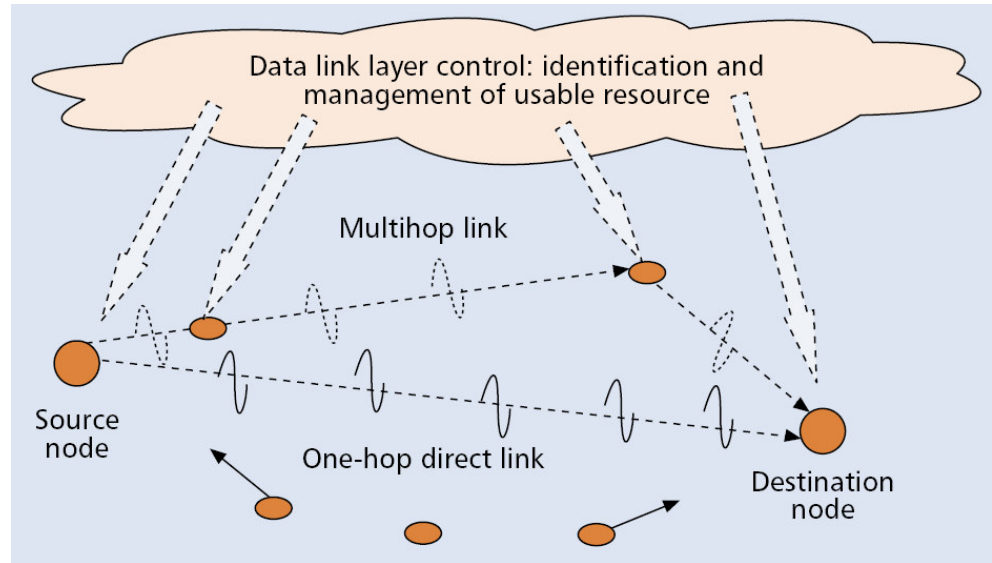 Data link layer control: identification and
management of usable resource
Multihop link
Source
node
One-hop direct link
Destination
node